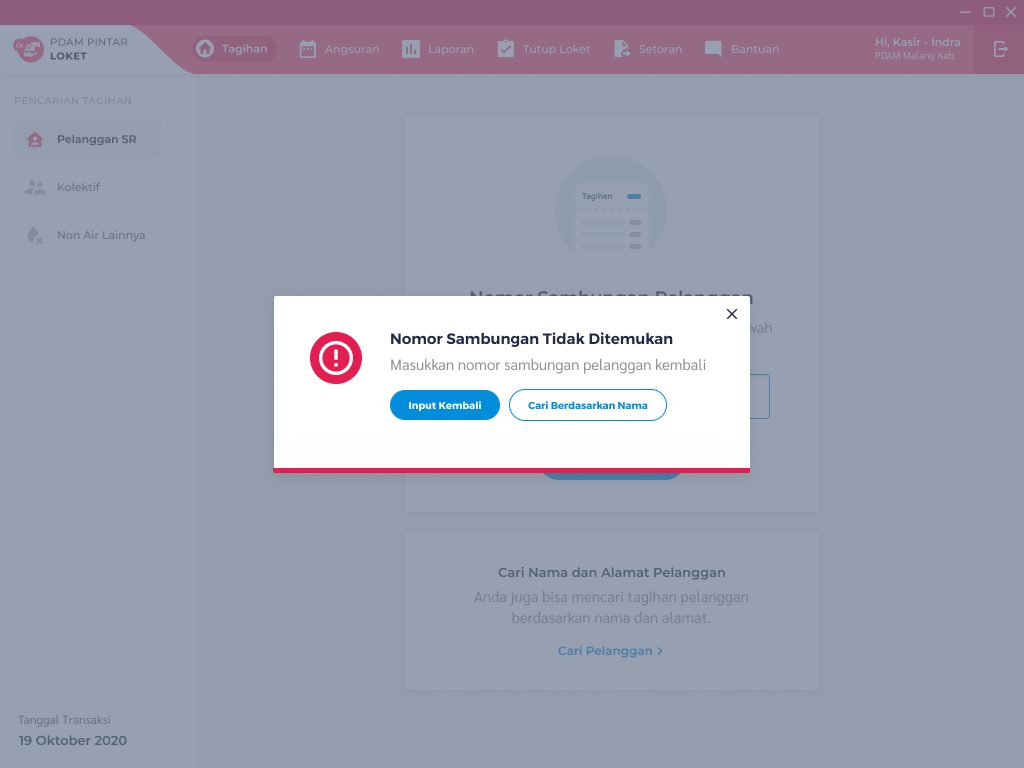 PDAM PINTAR
LOKET
Tagihan
Angsuran
Laporan
Tutup Loket
Setoran
Bantuan
Hi, Kasir - Indra
PDAM Malang Kab.
PENCARIAN TAGIHAN
Pelanggan SR
Kolektif
Non Air Lainnya
Tagihan
Nomor Sambungan Pelanggan
wah
Nomor Sambungan Tidak Ditemukan
Masukkan nomor sambungan pelanggan kembali
Input Kembali
Cari Berdasarkan Nama
Cari Nama dan Alamat Pelanggan
Anda juga bisa mencari tagihan pelanggan
berdasarkan nama dan alamat.
Cari Pelanggan >
Tanggal Transaksi
19 Oktober 2020